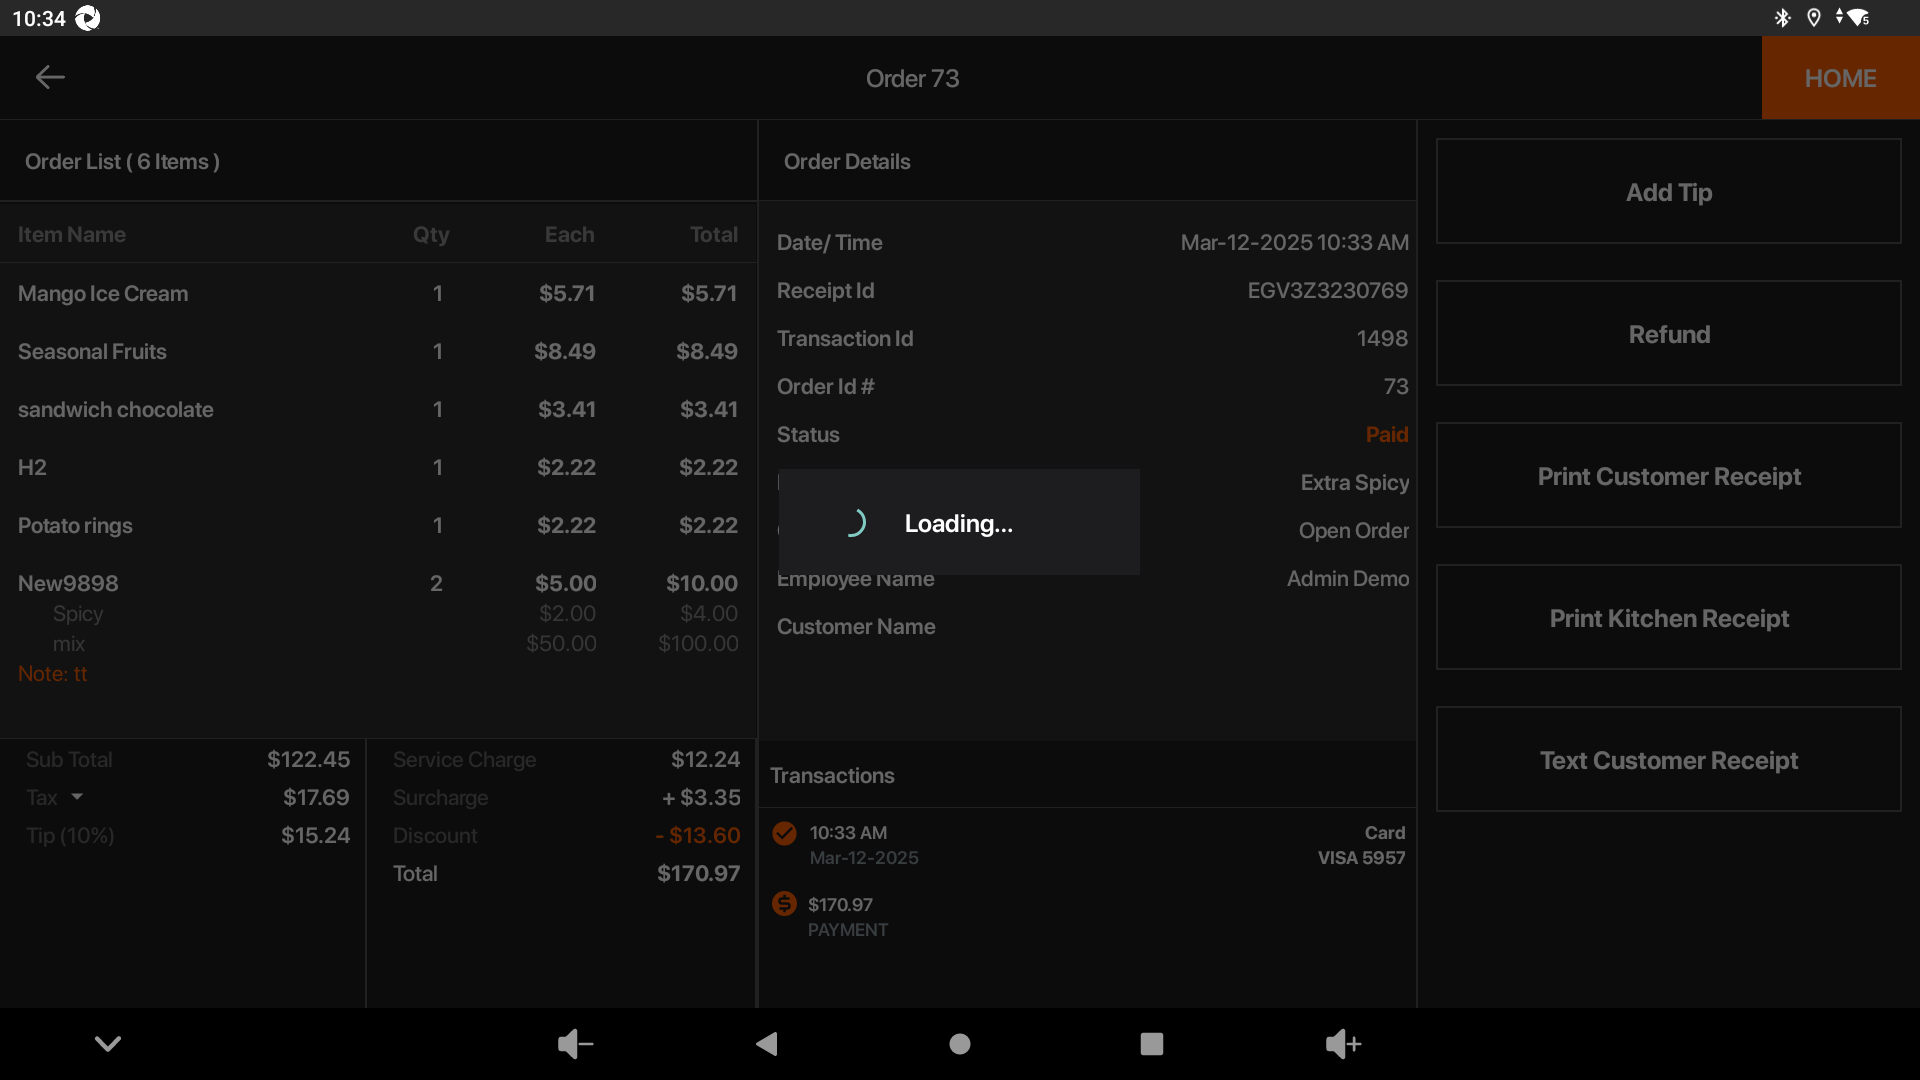 10:34
5
Order 73
HOME
Order List ( 6 Items )
Item Name Qty Each Total
Mango Ice Cream 1 $5.71 $5.71
Seasonal Fruits 1 $8.49 $8.49
sandwich chocolate 1 $3.41 $3.41
H2 1 $2.22 $2.22
Potato rings 1 $2.22 $2.22
New9898 2 $5.00 $10.00
Spicy $2.00 $4.00
mix $50.00 $100.00
Note: tt
Sub Total $122.45
Tax $17.69
Tip (10%) $15.24
Service Charge $12.24
Surcharge + $3.35
Discount - $13.60
Total $170.97
Order Details
Date/ Time Mar-12-2025 10:33 AM
Receipt Id EGV3Z3230769
Transaction Id 1498
Order Id # 73
Status Paid
Extra Spicy
Loading...
Open Order
Employee Name Admin Demo
Customer Name
Transactions
10:33 AM Card
Mar-12-2025 VISA 5957
$170.97
PAYMENT
Add Tip
Refund
Print Customer Receipt
Print Kitchen Receipt
Text Customer Receipt